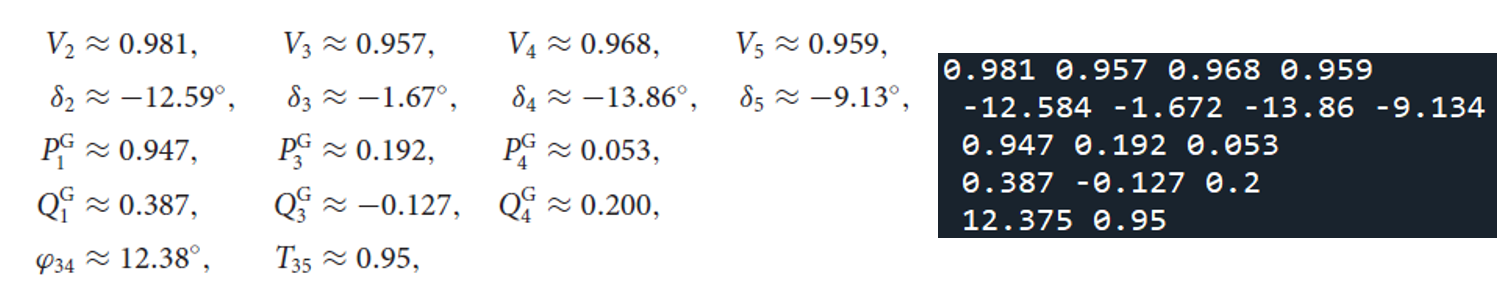 V₂ ≈ 0.981, V₃ ≈ 0.957, V₄ ≈ 0.968, V₅ ≈ 0.959,
δ₂ ≈ −12.59°, δ₃ ≈ −1.67°, δ₄ ≈ −13.86°, δ₅ ≈ −9.13°,
P₁ᴳ ≈ 0.947, P₃ᴳ ≈ 0.192, P₄ᴳ ≈ 0.053,
Q₁ᴳ ≈ 0.387, Q₃ᴳ ≈ −0.127, Q₄ᴳ ≈ 0.200,
φ₃₄ ≈ 12.38°, T₃₅ ≈ 0.95,
0.981 0.957 0.968 0.959
-12.584 -1.672 -13.86 -9.134
0.947 0.192 0.053
0.387 -0.127 0.2
12.375 0.95